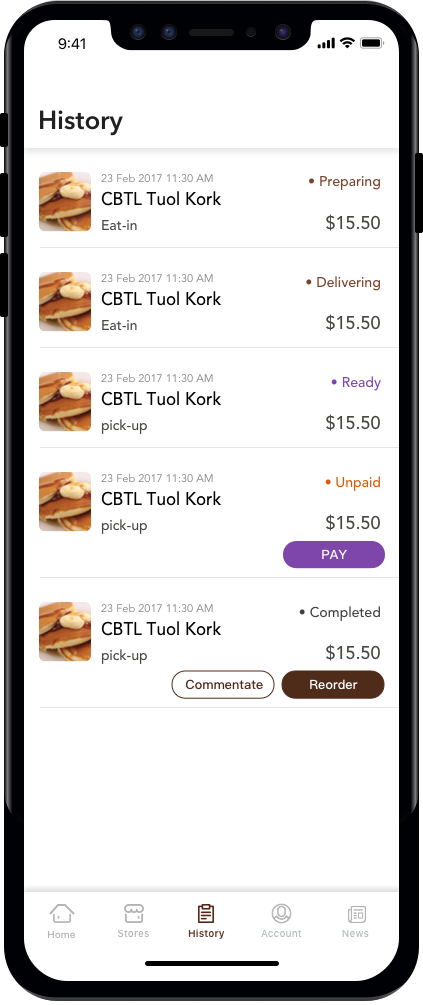 9:41
History
23 Feb 2017 11:30 AM
• Preparing
CBTL Tuol Kork
Eat-in
$15.50
23 Feb 2017 11:30 AM
• Delivering
CBTL Tuol Kork
Eat-in
$15.50
23 Feb 2017 11:30 AM
• Ready
CBTL Tuol Kork
pick-up
$15.50
23 Feb 2017 11:30 AM
• Unpaid
CBTL Tuol Kork
pick-up
$15.50
PAY
23 Feb 2017 11:30 AM
• Completed
CBTL Tuol Kork
pick-up
$15.50
Commentate
Reorder
Home
Stores
History
Account
News